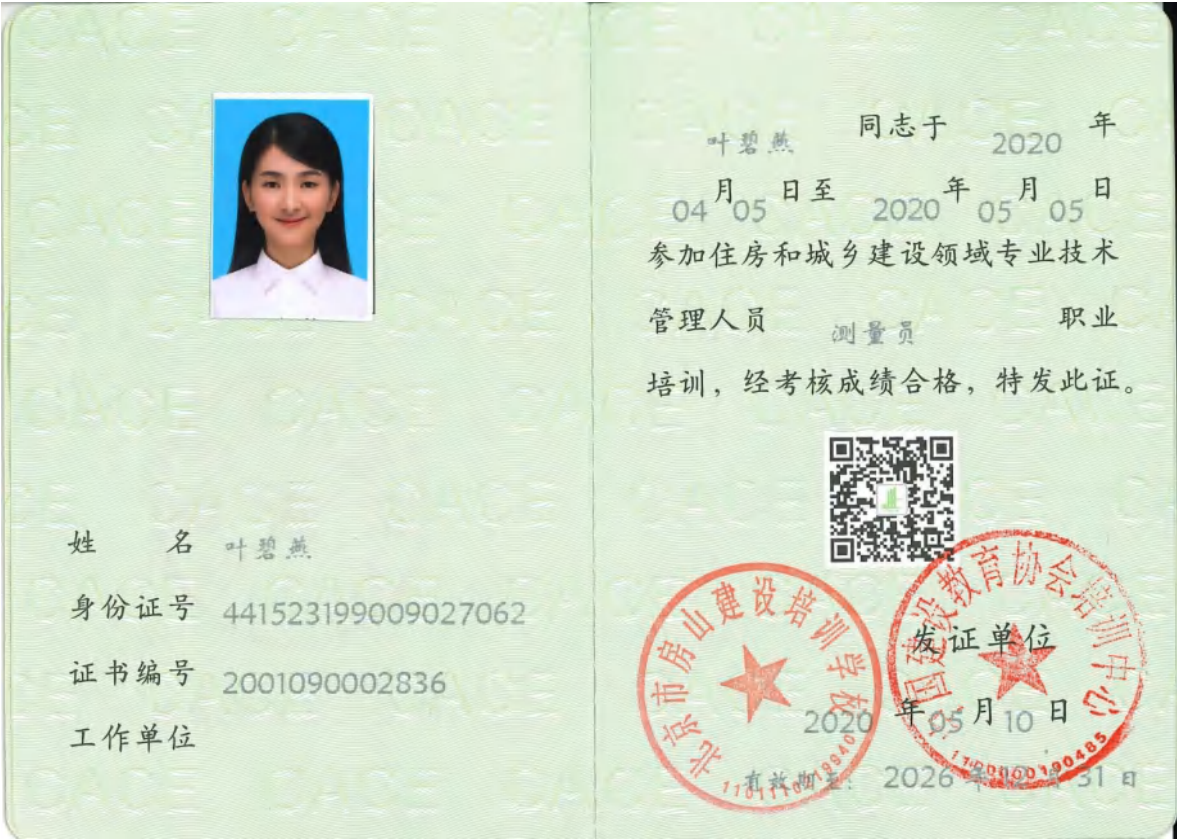 姓 名 叶碧燕
身份证号 441523199009027062
证书编号 2001090002836
工作单位
叶碧燕 同志于 2020 年
04 月 05 日至 2020 年 05 月 05 日
参加住房和城乡建设领域专业技术
管理人员 测量员 职业
培训，经考核成绩合格，特发此证。
北京市房山建设培训学校
中国建设教育协会培训中心
发证单位
2020 年 05 月 10 日
1100000190485
有效期至： 2026 年 12 月 31 日
CACE